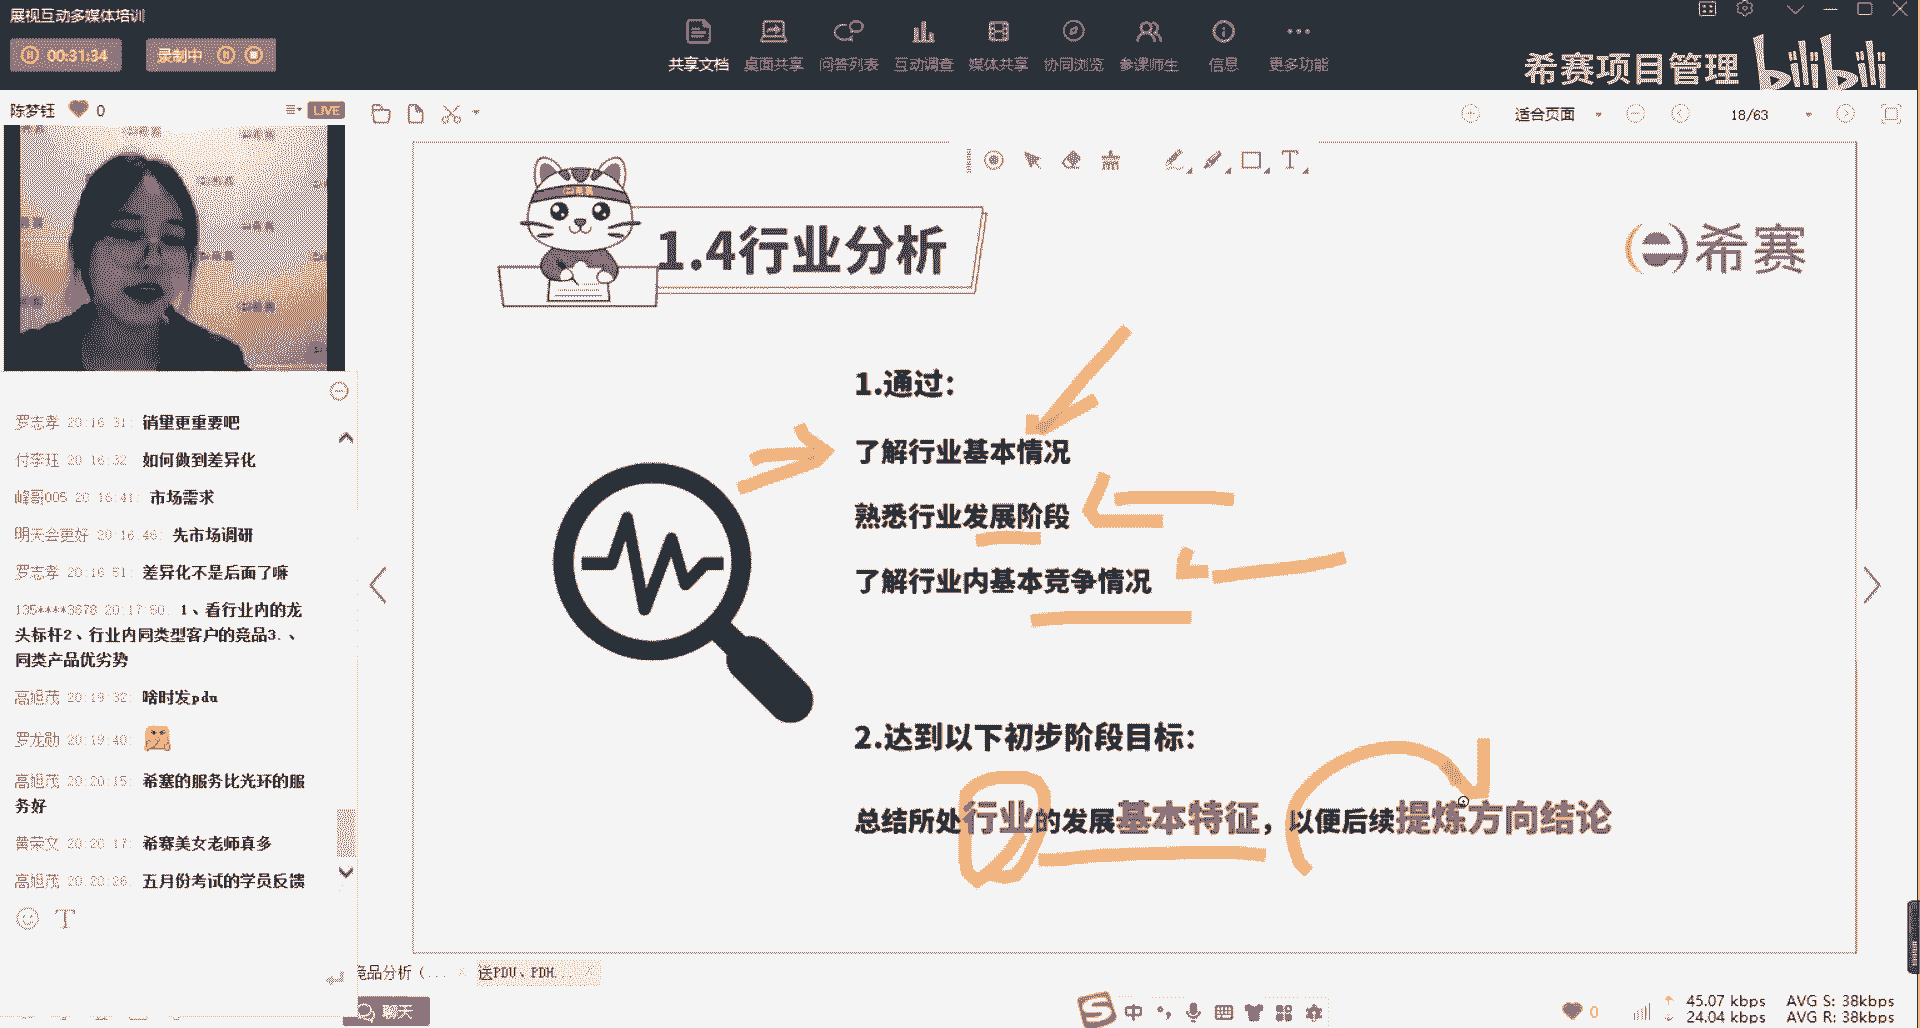 展视互动多媒体培训
00:31:34
录制中
共享文档 桌面共享 问答列表 互动调查 媒体共享 协同浏览 参课师生 信息 更多功能
希赛项目管理 bilibili
陈梦钰 0 LIVE
适合页面 18/63
1.4行业分析
希赛
1.通过：
了解行业基本情况
熟悉行业发展阶段
了解行业内基本竞争情况
2.达到以下初步阶段目标：
总结所处行业的发展基本特征，以便后续提炼方向结论
罗志孝 20:16:31: 销量更重要吧
付李珏 20:16:32: 如何做到差异化
峰哥005 20:16:41: 市场需求
明天会更好 20:16:46: 先市场调研
罗志孝 20:16:51: 差异化不是后面了嘛
135****3678 20:17:50: 1、看行业内的龙
头标杆2、行业内同类型客户的竞品3.、
同类产品优劣势
高旭茂 20:19:32: 啥时发pdu
罗龙勋 20:19:40:
高旭茂 20:20:15: 希塞的服务比光环的服
务好
曾荣文 20:20:17: 希赛美女老师真多
高旭茂 20:20:26: 五月份考试的学员反馈
竞品分析（... 送PDU、PDM...
聊天
中
0
45.07 kbps AVG S: 38kbps
24.04 kbps AVG R: 38kbps